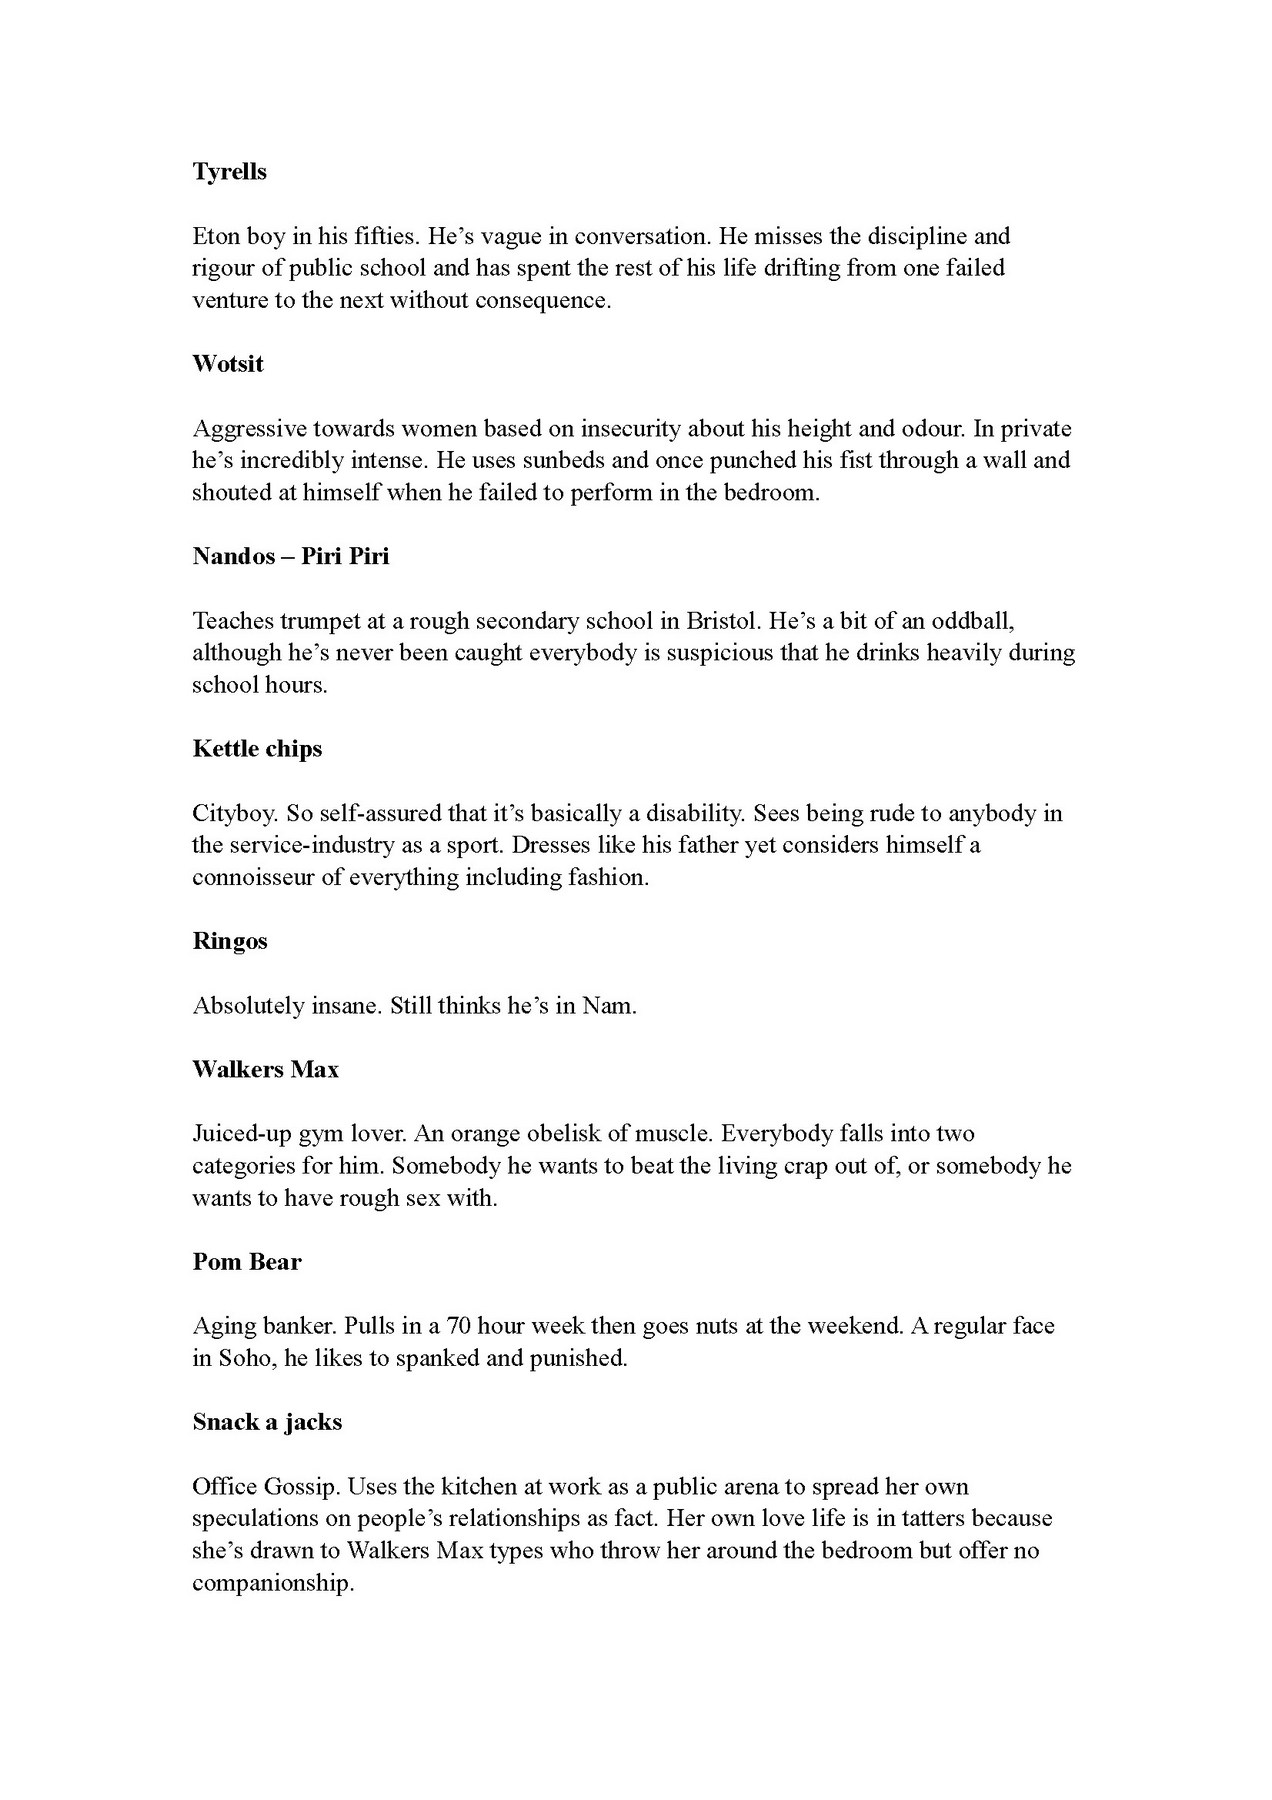 Tyrells
Eton boy in his fifties. He’s vague in conversation. He misses the discipline and
rigour of public school and has spent the rest of his life drifting from one failed
venture to the next without consequence.
Wotsit
Aggressive towards women based on insecurity about his height and odour. In private
he’s incredibly intense. He uses sunbeds and once punched his fist through a wall and
shouted at himself when he failed to perform in the bedroom.
Nandos – Piri Piri
Teaches trumpet at a rough secondary school in Bristol. He’s a bit of an oddball,
although he’s never been caught everybody is suspicious that he drinks heavily during
school hours.
Kettle chips
Cityboy. So self-assured that it’s basically a disability. Sees being rude to anybody in
the service-industry as a sport. Dresses like his father yet considers himself a
connoisseur of everything including fashion.
Ringos
Absolutely insane. Still thinks he’s in Nam.
Walkers Max
Juiced-up gym lover. An orange obelisk of muscle. Everybody falls into two
categories for him. Somebody he wants to beat the living crap out of, or somebody he
wants to have rough sex with.
Pom Bear
Aging banker. Pulls in a 70 hour week then goes nuts at the weekend. A regular face
in Soho, he likes to spanked and punished.
Snack a jacks
Office Gossip. Uses the kitchen at work as a public arena to spread her own
speculations on people’s relationships as fact. Her own love life is in tatters because
she’s drawn to Walkers Max types who throw her around the bedroom but offer no
companionship.